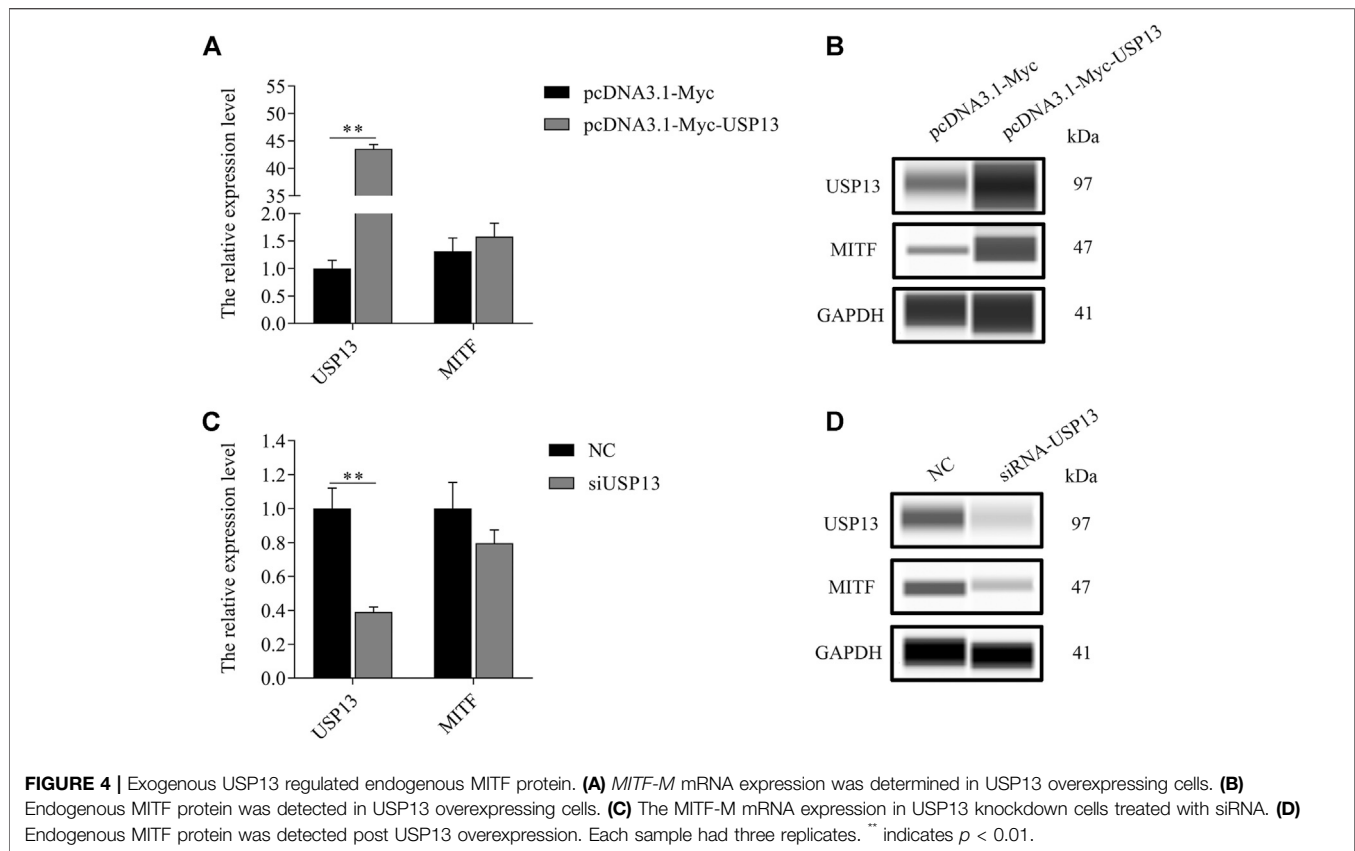 A
The relative expression level
55
50
45
40
35
2.0
1.5
1.0
0.5
0.0
**
USP13
MITF
pcDNA3.1-Myc
pcDNA3.1-Myc-USP13
B
pcDNA3.1-Myc
pcDNA3.1-Myc-USP13
kDa
USP13 97
MITF 47
GAPDH 41
C
The relative expression level
1.4
1.2
1.0
0.8
0.6
0.4
0.2
0.0
**
USP13
MITF
NC
siUSP13
D
NC
siRNA-USP13
kDa
USP13 97
MITF 47
GAPDH 41
FIGURE 4 | Exogenous USP13 regulated endogenous MITF protein. (A) MITF-M mRNA expression was determined in USP13 overexpressing cells. (B)
Endogenous MITF protein was detected in USP13 overexpressing cells. (C) The MITF-M mRNA expression in USP13 knockdown cells treated with siRNA. (D)
Endogenous MITF protein was detected post USP13 overexpression. Each sample had three replicates. ** indicates p < 0.01.